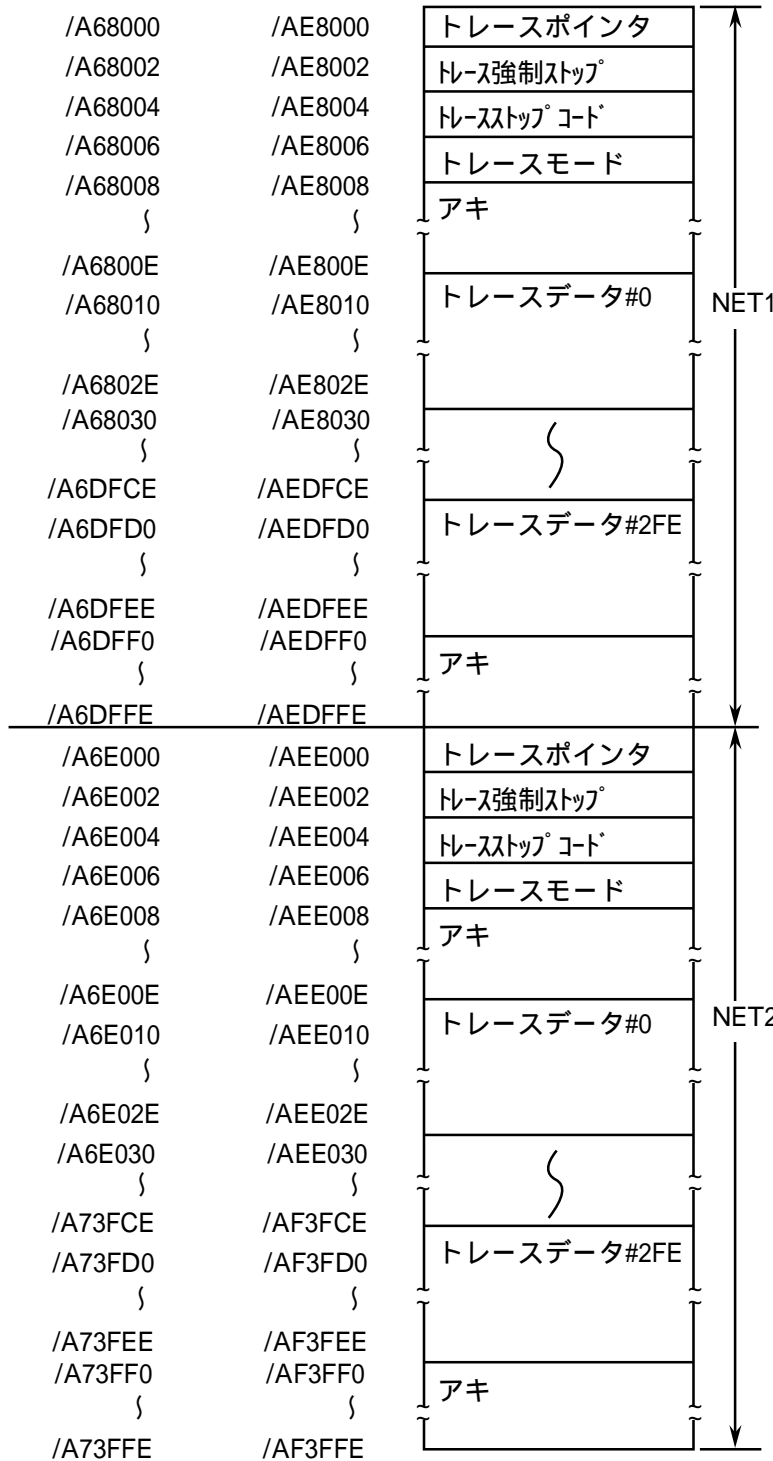 /A68000 /AE8000 トレースポインタ
/A68002 /AE8002 ﾄﾚｰｽ強制ｽﾄｯﾌﾟ
/A68004 /AE8004 ﾄﾚｰｽｽﾄｯﾌﾟ ｺｰﾄﾞ
/A68006 /AE8006 トレースモード
/A68008 /AE8008 アキ
∫ ∫
/A6800E /AE800E
/A68010 /AE8010 トレースデータ#0 NET1
∫ ∫
/A6802E /AE802E
/A68030 /AE8030
∫ ∫ ∫
/A6DFCE /AEDFCE
/A6DFD0 /AEDFD0 トレースデータ#2FE
∫ ∫
/A6DFEE /AEDFEE
/A6DFF0 /AEDFF0 アキ
∫ ∫
/A6DFFE /AEDFFE
/A6E000 /AEE000 トレースポインタ
/A6E002 /AEE002 ﾄﾚｰｽ強制ｽﾄｯﾌﾟ
/A6E004 /AEE004 ﾄﾚｰｽｽﾄｯﾌﾟ ｺｰﾄﾞ
/A6E006 /AEE006 トレースモード
/A6E008 /AEE008 アキ
∫ ∫
/A6E00E /AEE00E
/A6E010 /AEE010 トレースデータ#0 NET2
∫ ∫
/A6E02E /AEE02E
/A6E030 /AEE030
∫ ∫ ∫
/A73FCE /AF3FCE
/A73FD0 /AF3FD0 トレースデータ#2FE
∫ ∫
/A73FEE /AF3FEE
/A73FF0 /AF3FF0 アキ
∫ ∫
/A73FFE /AF3FFE